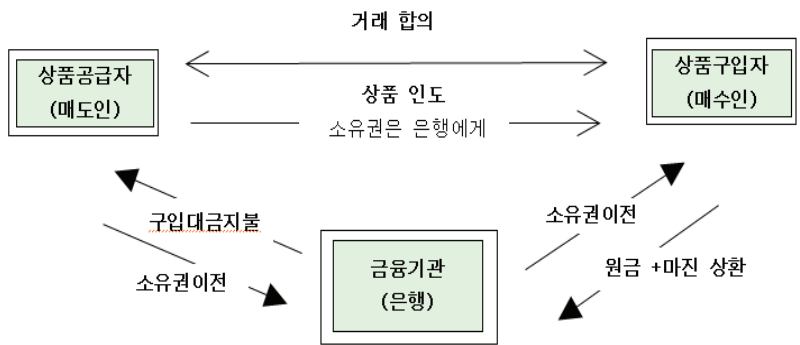 거래 합의
상품공급자
(매도인)
상품구입자
(매수인)
상품 인도
소유권은 은행에게
구입대금지불
소유권이전
소유권이전
원금 +마진 상환
금융기관
(은행)